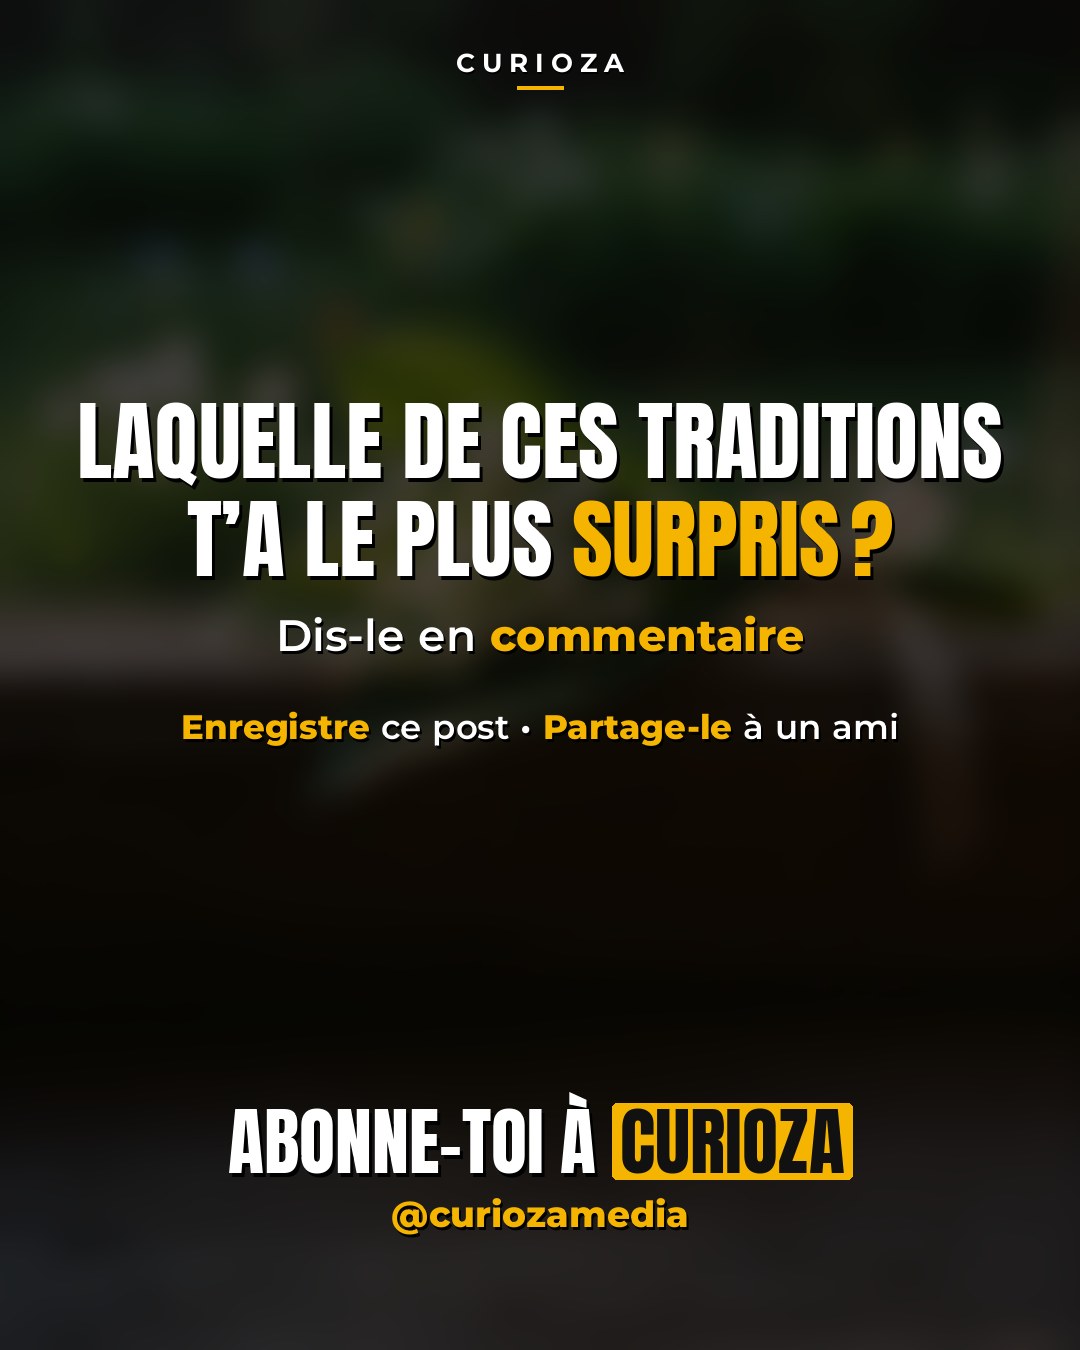 CURIOZA
LAQUELLE DE CES TRADITIONS
T’A LE PLUS SURPRIS ?
Dis-le en commentaire
Enregistre ce post • Partage-le à un ami
ABONNE-TOI À CURIOZA
@curiozamedia